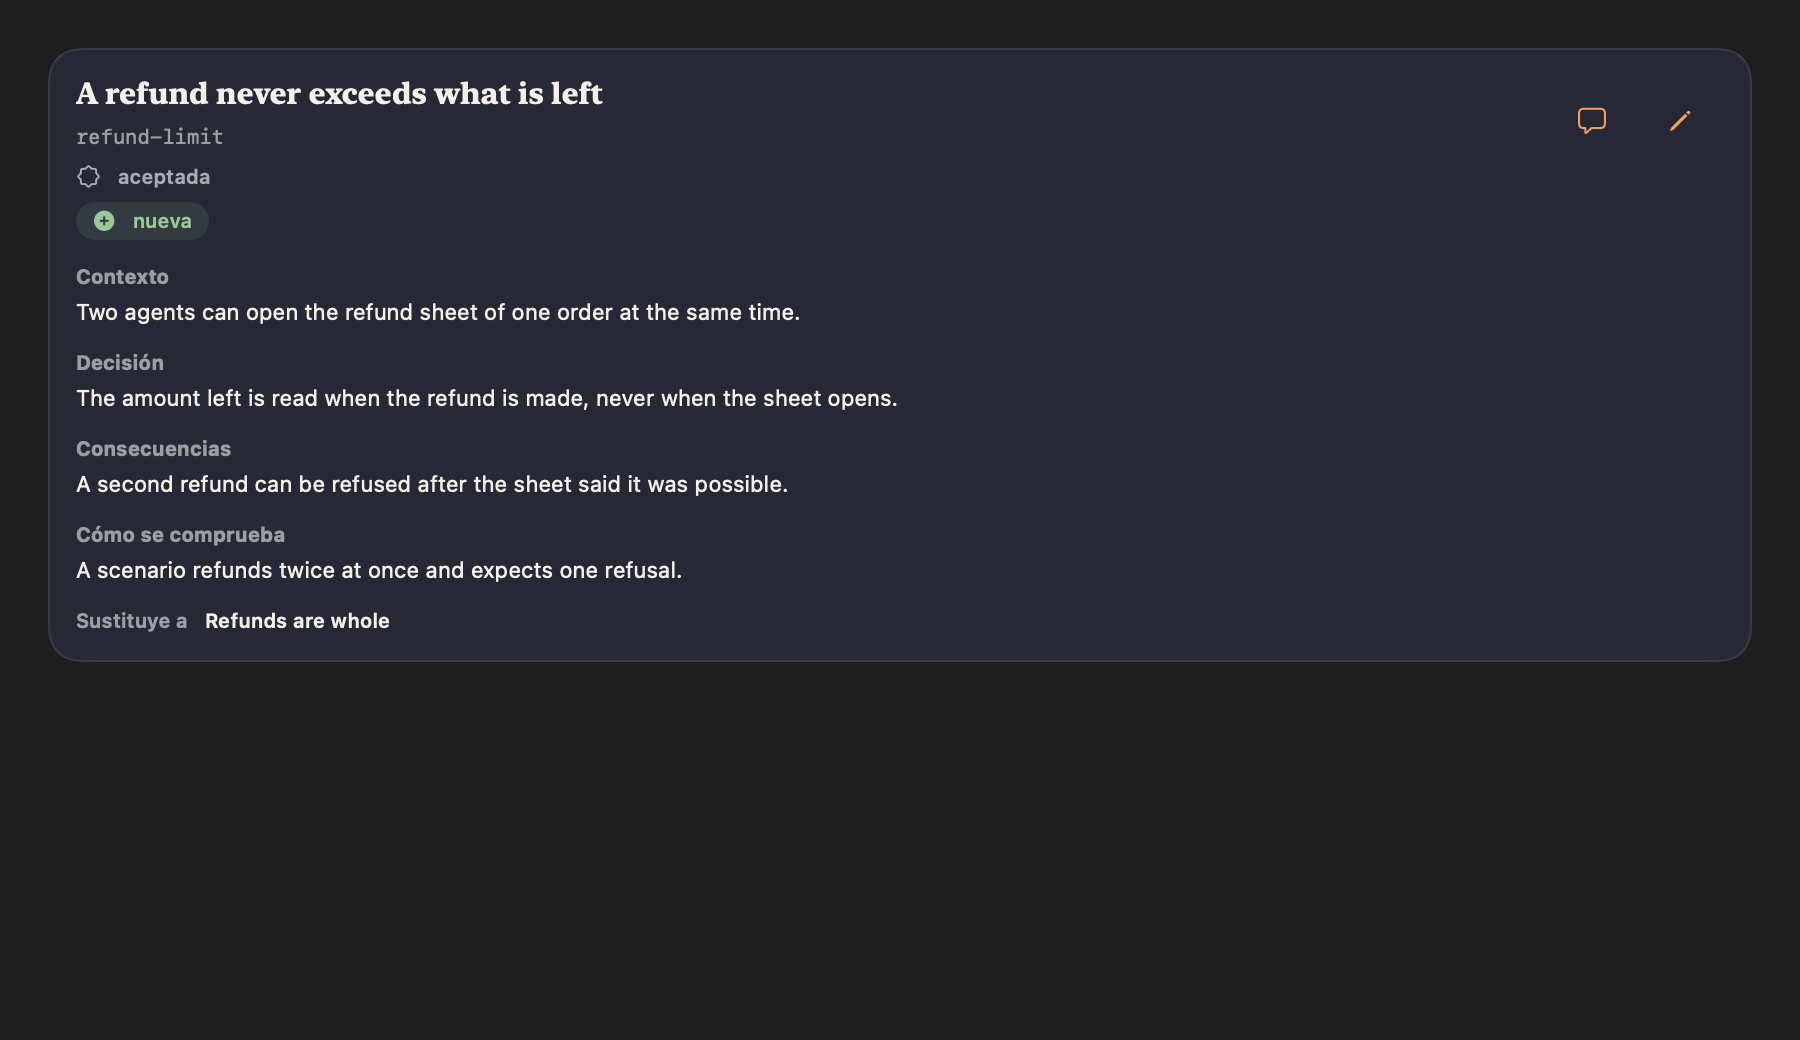 A refund never exceeds what is left
refund-limit
aceptada
nueva
Contexto
Two agents can open the refund sheet of one order at the same time.
Decisión
The amount left is read when the refund is made, never when the sheet opens.
Consecuencias
A second refund can be refused after the sheet said it was possible.
Cómo se comprueba
A scenario refunds twice at once and expects one refusal.
Sustituye a Refunds are whole